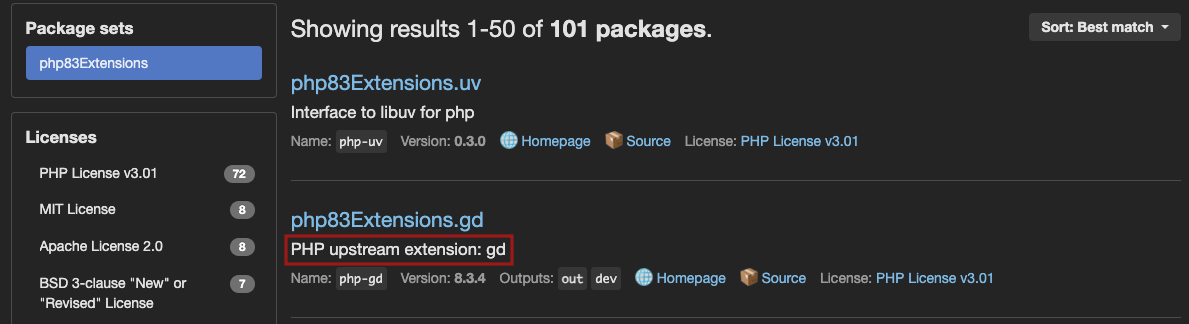 Package sets
php83Extensions
Licenses
PHP License v3.01 72
MIT License 8
Apache License 2.0 8
BSD 3-clause "New" or 7
"Revised" License
Showing results 1-50 of 101 packages.
Sort: Best match
php83Extensions.uv
Interface to libuv for php
Name: php-uv Version: 0.3.0 Homepage Source License: PHP License v3.01
php83Extensions.gd
PHP upstream extension: gd
Name: php-gd Version: 8.3.4 Outputs: out dev Homepage Source License: PHP License v3.01